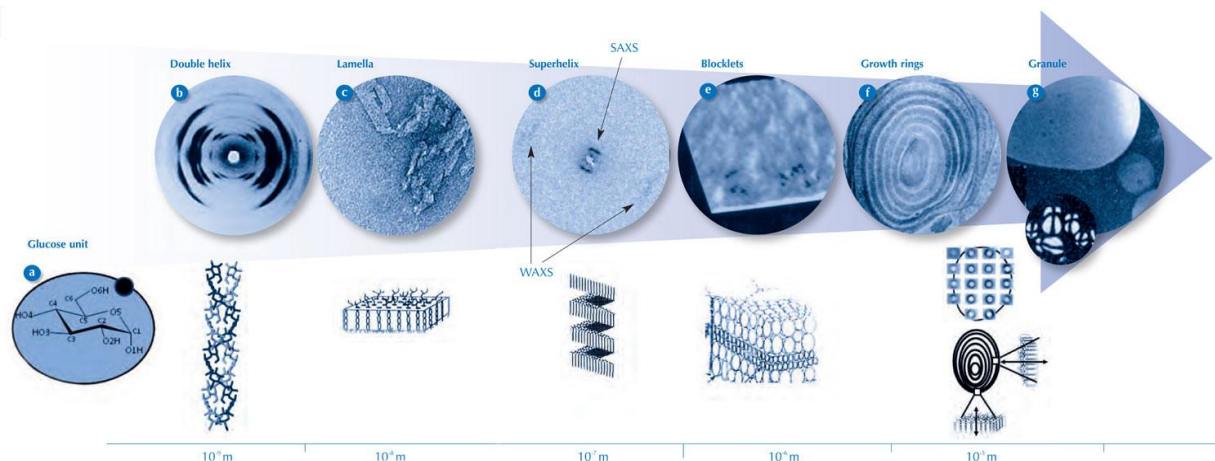 SAXS
Double helix
Lamella
Superhelix
Blocklets
Growth rings
Granule
b
c
d
e
f
g
Glucose unit
a
WAXS
O6H
C6
C4
O5
HO4
C5
C2
HO3
C3
C1
O2H
O1H
10⁻⁹ m
10⁻⁸ m
10⁻⁷ m
10⁻⁶ m
10⁻⁵ m